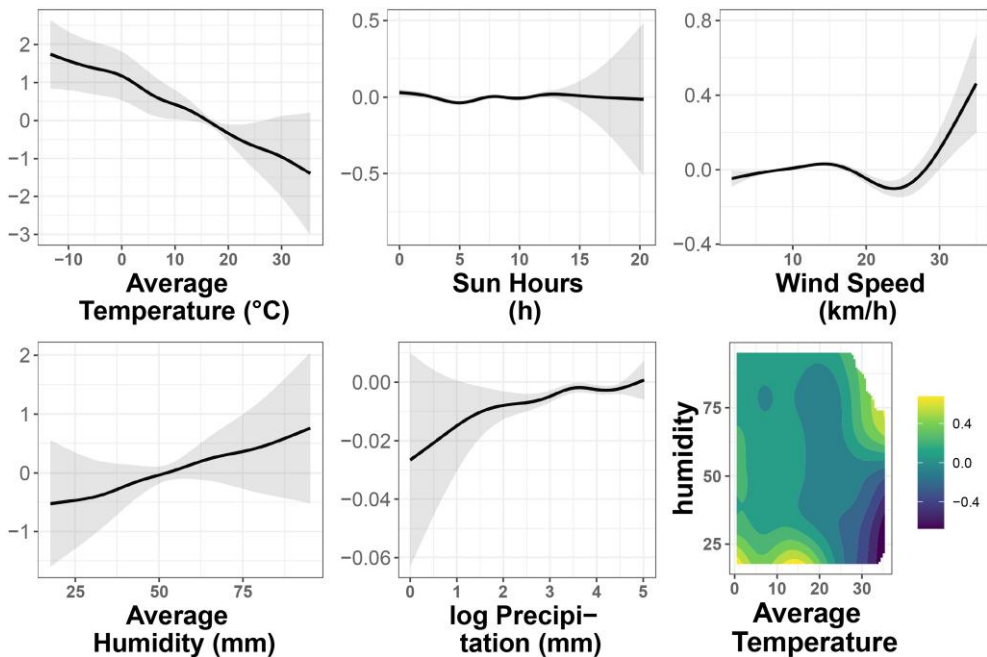 2
1
0
−1
−2
−3
−10 0 10 20 30
Average
Temperature (°C)
0.5
0.0
−0.5
0 5 10 15 20
Sun Hours
(h)
0.8
0.4
0.0
−0.4
10 20 30
Wind Speed
(km/h)
2
1
0
−1
25 50 75
Average
Humidity (mm)
0.00
−0.02
−0.04
−0.06
0 1 2 3 4 5
log Precipi−
tation (mm)
humidity
75
50
25
0 10 20 30
Average
Temperature
0.4
0.0
−0.4